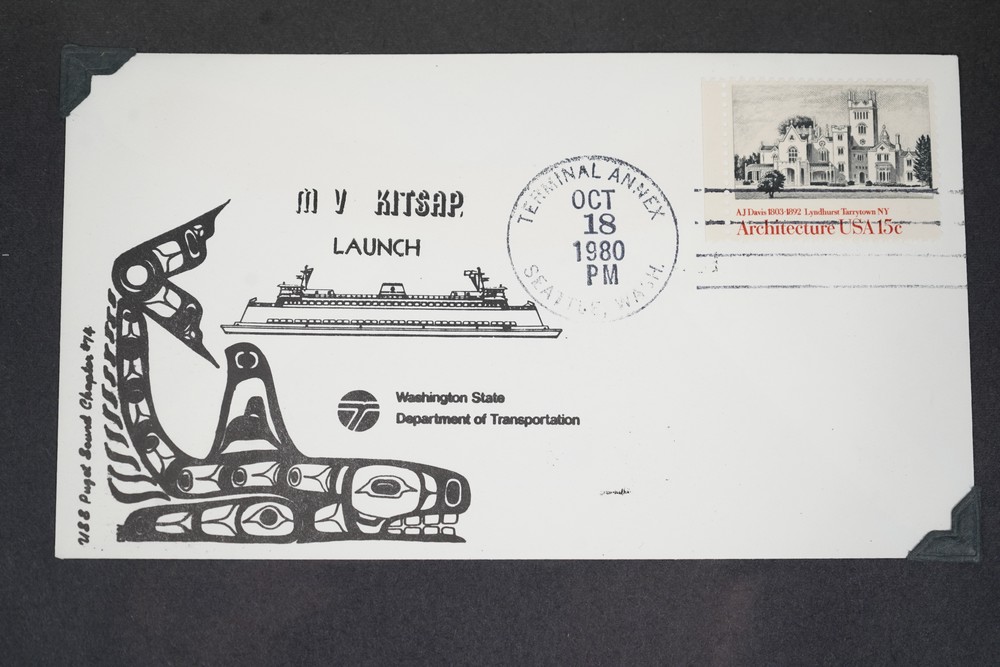 M V KITSAP
LAUNCH
Washington State
Department of Transportation
USS Puget Sound Chapter #74
TERMINAL ANNEX
OCT
18
1980
PM
SEATTLE, WASH.
AJ Davis 1803-1892 Lyndhurst Tarrytown NY
Architecture USA 15c